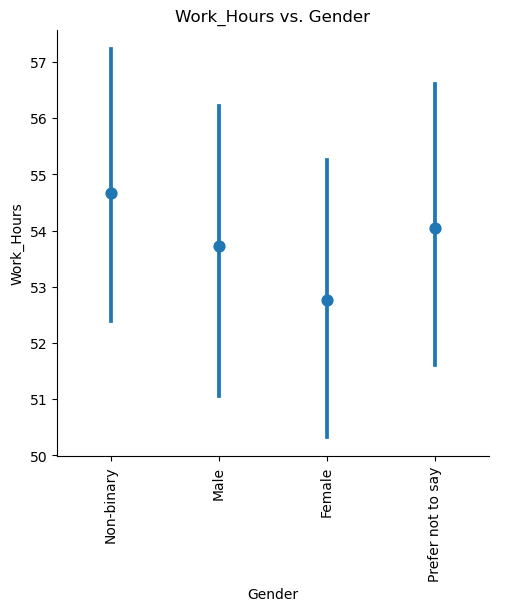 Work_Hours vs. Gender
57
56
55
54
53
52
51
50
Work_Hours
Non-binary
Male
Female
Prefer not to say
Gender